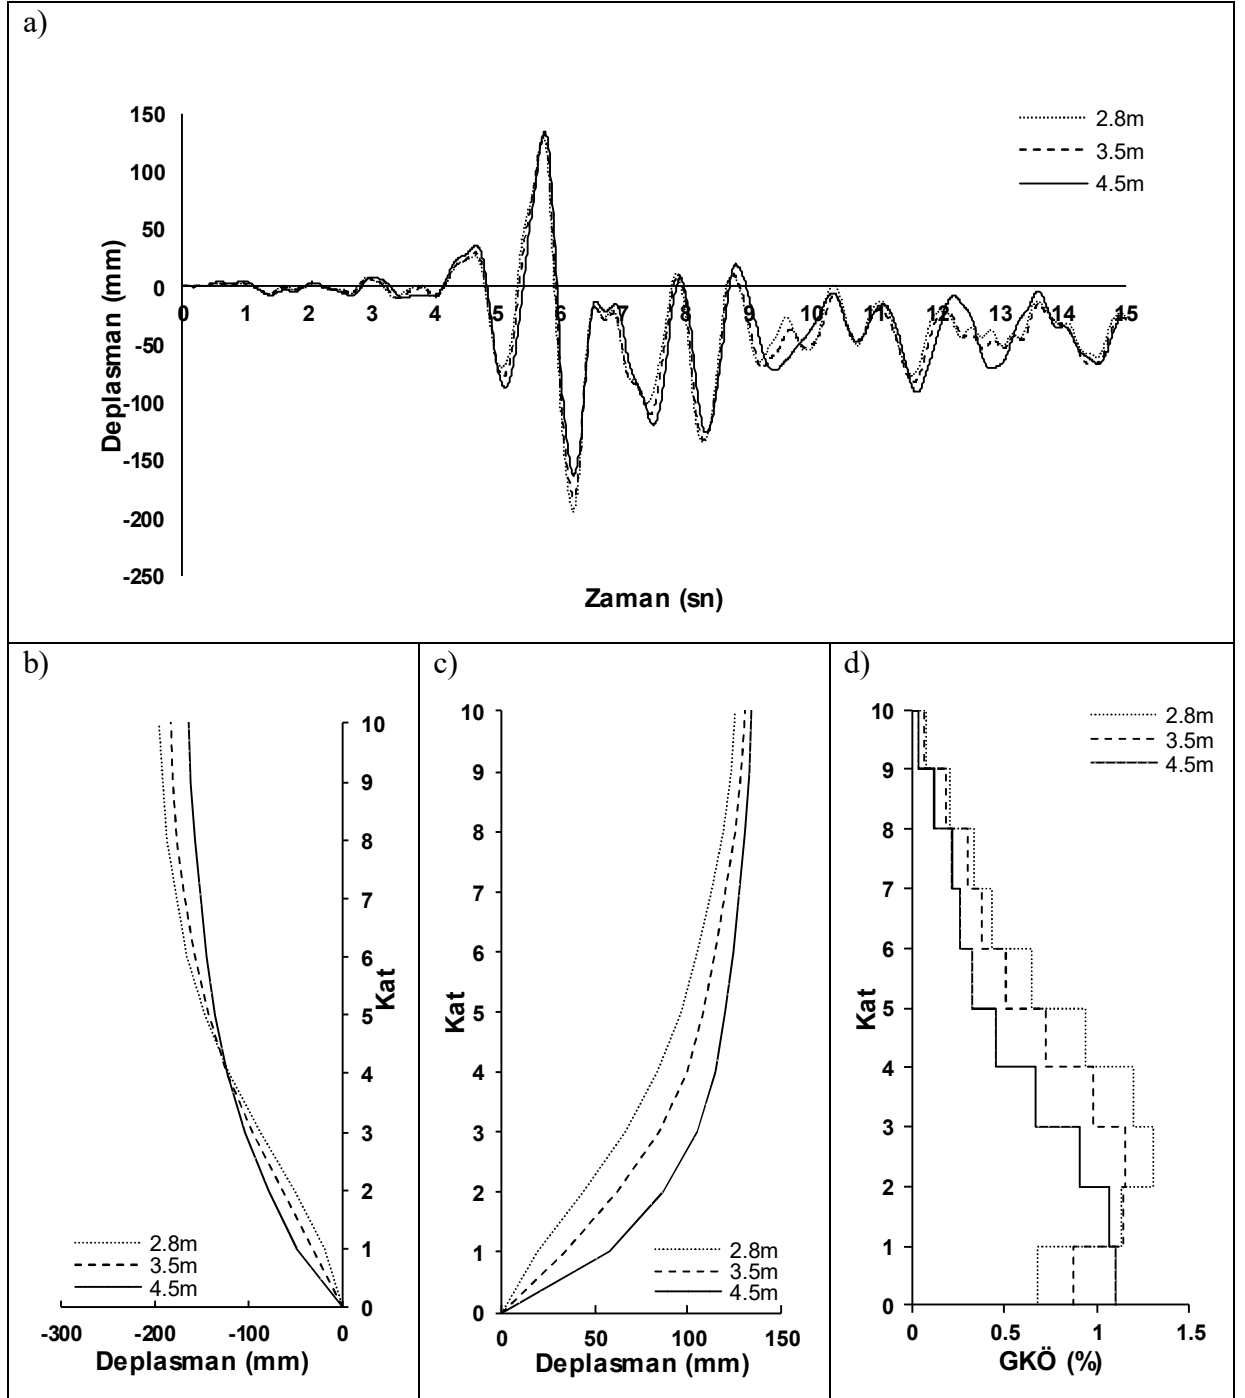 a)
150
100
50
0
-50
-100
-150
-200
-250
Deplasman (mm)
0 1 2 3 4 5 6 7 8 9 10 11 12 13 14 15
Zaman (sn)
2.8m
3.5m
4.5m
b)
10
9
8
7
6
5
4
3
2
1
0
Kat
2.8m
3.5m
4.5m
-300 -200 -100 0
Deplasman (mm)
c)
10
9
8
7
6
5
4
3
2
1
0
Kat
2.8m
3.5m
4.5m
0 50 100 150
Deplasman (mm)
d)
10
9
8
7
6
5
4
3
2
1
0
Kat
2.8m
3.5m
4.5m
0 0.5 1 1.5
GKÖ (%)